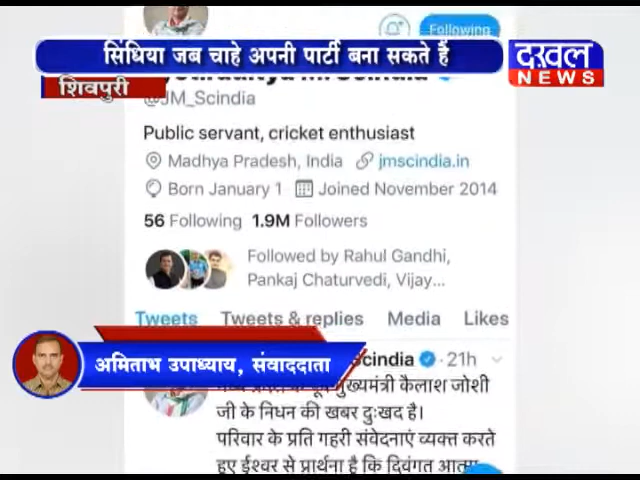 Following
सिंधिया जब चाहे अपनी पार्टी बना सकते हैं
दख़ल
NEWS
शिवपुरी
Scindia
@JM_Scindia
Public servant, cricket enthusiast
Madhya Pradesh, India jmscindia.in
Born January 1 Joined November 2014
56 Following 1.9M Followers
Followed by Rahul Gandhi,
Pankaj Chaturvedi, Vijay...
Tweets Tweets & replies Media Likes
अमिताभ उपाध्याय, संवाददाता
Scindia · 21h
मुख्यमंत्री कैलाश जोशी
जी के निधन की खबर दुःखद है।
परिवार के प्रति गहरी संवेदनाएं व्यक्त करते
हुए ईश्वर से प्रार्थना है कि दिवंगत आत्मा